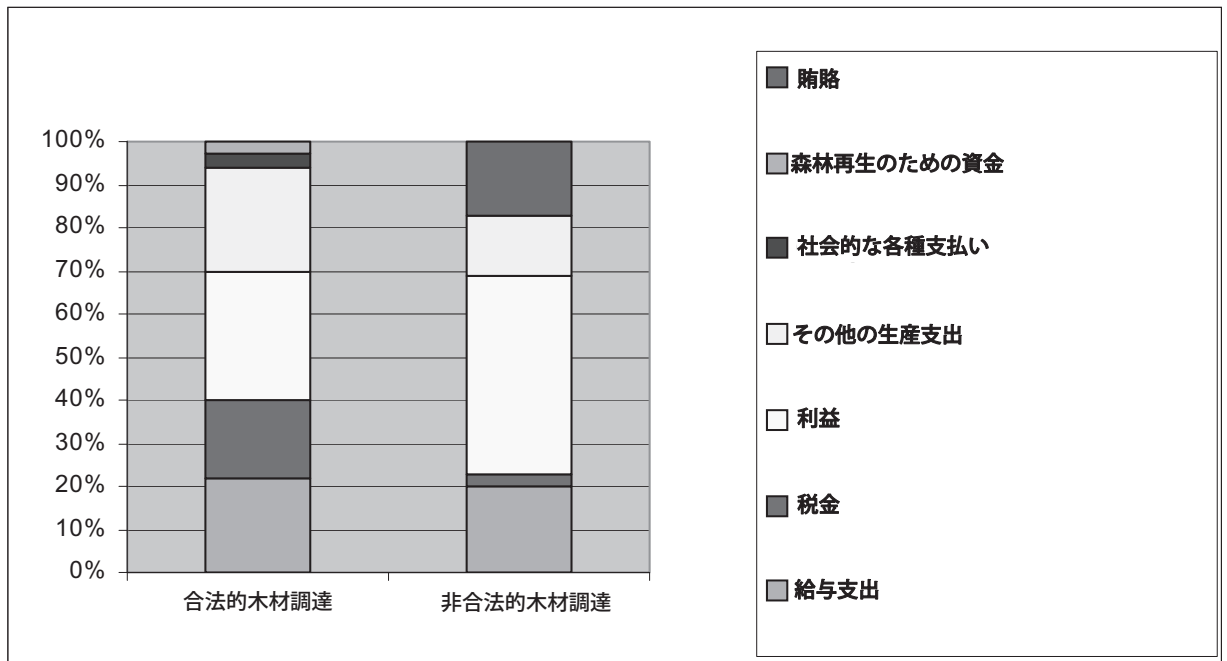 100%
90%
80%
70%
60%
50%
40%
30%
20%
10%
0%
合法的木材調達
非合法的木材調達
賄賂
森林再生のための資金
社会的な各種支払い
その他の生産支出
利益
税金
給与支出